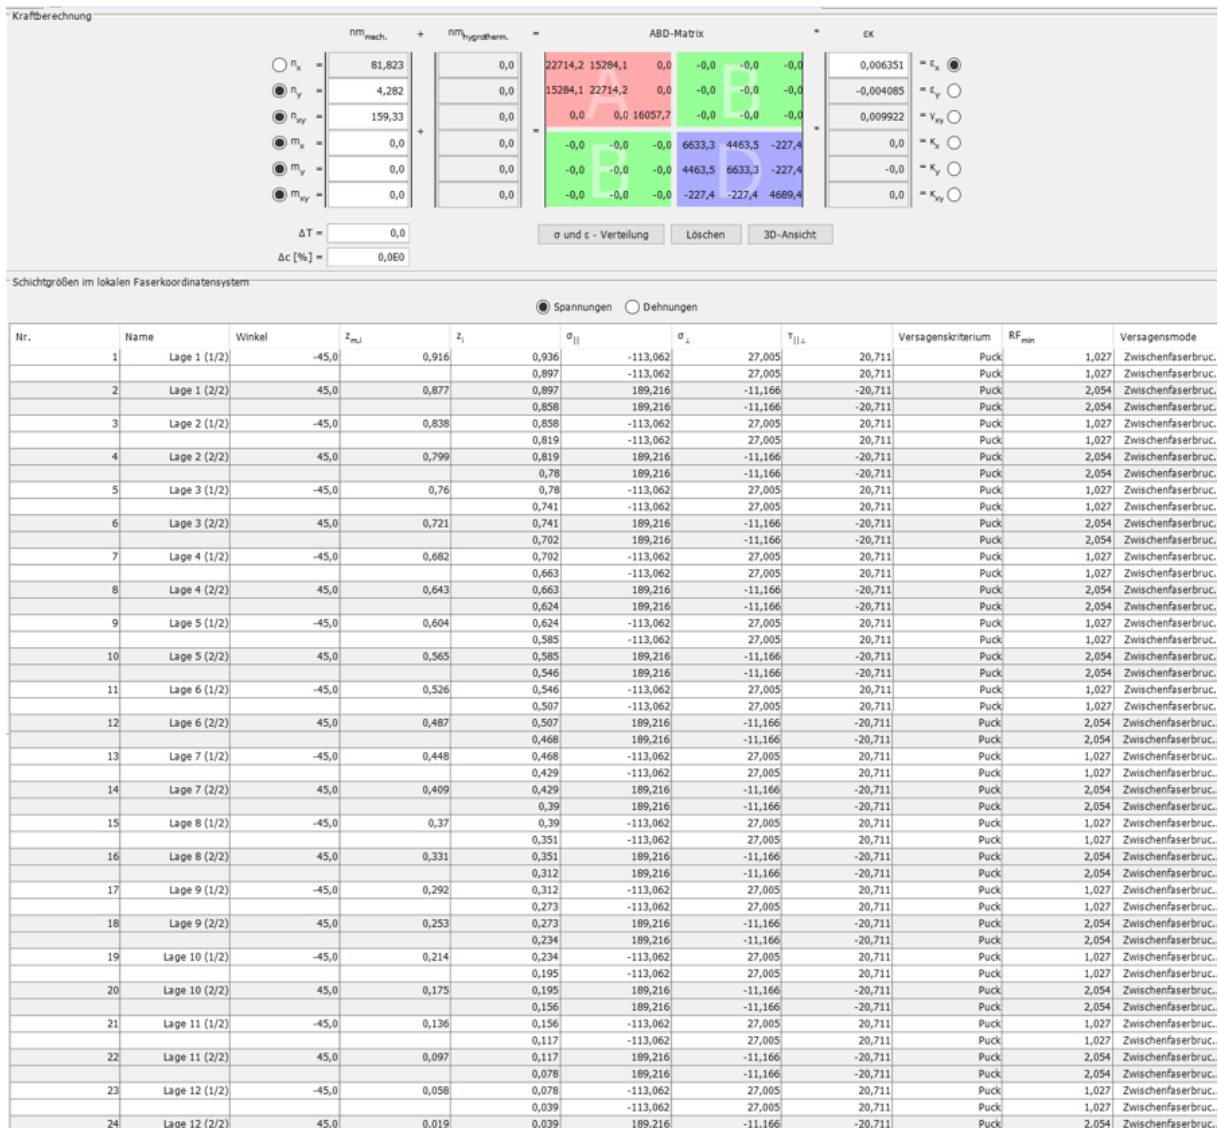 Kraftberechnung
nm mech. + nm hygrotherm. = ABD-Matrix * εκ
n x = 81,823 0,0 22714,2 15284,1 0,0 -0,0 -0,0 -0,0 0,006351 = ε x
n y = 4,282 0,0 15284,1 22714,2 0,0 -0,0 -0,0 -0,0 -0,004085 = ε y
n xy = 159,33 0,0 0,0 0,0 16057,7 -0,0 -0,0 -0,0 0,009922 = γ xy
+ = *
m x = 0,0 0,0 -0,0 -0,0 -0,0 6633,3 4463,5 -227,4 0,0 = κ x
m y = 0,0 0,0 -0,0 -0,0 -0,0 4463,5 6633,3 -227,4 -0,0 = κ y
m xy = 0,0 0,0 -0,0 -0,0 -0,0 -227,4 -227,4 4689,4 0,0 = κ xy
A B
B D
ΔT = 0,0 σ und ε - Verteilung Löschen 3D-Ansicht
Δc [%] = 0,0E0
Schichtgrößen im lokalen Faserkoordinatensystem
Spannungen Dehnungen
Nr. Name Winkel z m,i z i σ || σ ⊥ τ ||⊥ Versagenskriterium RF min Versagensmode
1 Lage 1 (1/2) -45,0 0,916 0,936 -113,062 27,005 20,711 Puck 1,027 Zwischenfaserbruc..
0,897 -113,062 27,005 20,711 Puck 1,027 Zwischenfaserbruc..
2 Lage 1 (2/2) 45,0 0,877 0,897 189,216 -11,166 -20,711 Puck 2,054 Zwischenfaserbruc..
0,858 189,216 -11,166 -20,711 Puck 2,054 Zwischenfaserbruc..
3 Lage 2 (1/2) -45,0 0,838 0,858 -113,062 27,005 20,711 Puck 1,027 Zwischenfaserbruc..
0,819 -113,062 27,005 20,711 Puck 1,027 Zwischenfaserbruc..
4 Lage 2 (2/2) 45,0 0,799 0,819 189,216 -11,166 -20,711 Puck 2,054 Zwischenfaserbruc..
0,78 189,216 -11,166 -20,711 Puck 2,054 Zwischenfaserbruc..
5 Lage 3 (1/2) -45,0 0,76 0,78 -113,062 27,005 20,711 Puck 1,027 Zwischenfaserbruc..
0,741 -113,062 27,005 20,711 Puck 1,027 Zwischenfaserbruc..
6 Lage 3 (2/2) 45,0 0,721 0,741 189,216 -11,166 -20,711 Puck 2,054 Zwischenfaserbruc..
0,702 189,216 -11,166 -20,711 Puck 2,054 Zwischenfaserbruc..
7 Lage 4 (1/2) -45,0 0,682 0,702 -113,062 27,005 20,711 Puck 1,027 Zwischenfaserbruc..
0,663 -113,062 27,005 20,711 Puck 1,027 Zwischenfaserbruc..
8 Lage 4 (2/2) 45,0 0,643 0,663 189,216 -11,166 -20,711 Puck 2,054 Zwischenfaserbruc..
0,624 189,216 -11,166 -20,711 Puck 2,054 Zwischenfaserbruc..
9 Lage 5 (1/2) -45,0 0,604 0,624 -113,062 27,005 20,711 Puck 1,027 Zwischenfaserbruc..
0,585 -113,062 27,005 20,711 Puck 1,027 Zwischenfaserbruc..
10 Lage 5 (2/2) 45,0 0,565 0,585 189,216 -11,166 -20,711 Puck 2,054 Zwischenfaserbruc..
0,546 189,216 -11,166 -20,711 Puck 2,054 Zwischenfaserbruc..
11 Lage 6 (1/2) -45,0 0,526 0,546 -113,062 27,005 20,711 Puck 1,027 Zwischenfaserbruc..
0,507 -113,062 27,005 20,711 Puck 1,027 Zwischenfaserbruc..
12 Lage 6 (2/2) 45,0 0,487 0,507 189,216 -11,166 -20,711 Puck 2,054 Zwischenfaserbruc..
0,468 189,216 -11,166 -20,711 Puck 2,054 Zwischenfaserbruc..
13 Lage 7 (1/2) -45,0 0,448 0,468 -113,062 27,005 20,711 Puck 1,027 Zwischenfaserbruc..
0,429 -113,062 27,005 20,711 Puck 1,027 Zwischenfaserbruc..
14 Lage 7 (2/2) 45,0 0,409 0,429 189,216 -11,166 -20,711 Puck 2,054 Zwischenfaserbruc..
0,39 189,216 -11,166 -20,711 Puck 2,054 Zwischenfaserbruc..
15 Lage 8 (1/2) -45,0 0,37 0,39 -113,062 27,005 20,711 Puck 1,027 Zwischenfaserbruc..
0,351 -113,062 27,005 20,711 Puck 1,027 Zwischenfaserbruc..
16 Lage 8 (2/2) 45,0 0,331 0,351 189,216 -11,166 -20,711 Puck 2,054 Zwischenfaserbruc..
0,312 189,216 -11,166 -20,711 Puck 2,054 Zwischenfaserbruc..
17 Lage 9 (1/2) -45,0 0,292 0,312 -113,062 27,005 20,711 Puck 1,027 Zwischenfaserbruc..
0,273 -113,062 27,005 20,711 Puck 1,027 Zwischenfaserbruc..
18 Lage 9 (2/2) 45,0 0,253 0,273 189,216 -11,166 -20,711 Puck 2,054 Zwischenfaserbruc..
0,234 189,216 -11,166 -20,711 Puck 2,054 Zwischenfaserbruc..
19 Lage 10 (1/2) -45,0 0,214 0,234 -113,062 27,005 20,711 Puck 1,027 Zwischenfaserbruc..
0,195 -113,062 27,005 20,711 Puck 1,027 Zwischenfaserbruc..
20 Lage 10 (2/2) 45,0 0,175 0,195 189,216 -11,166 -20,711 Puck 2,054 Zwischenfaserbruc..
0,156 189,216 -11,166 -20,711 Puck 2,054 Zwischenfaserbruc..
21 Lage 11 (1/2) -45,0 0,136 0,156 -113,062 27,005 20,711 Puck 1,027 Zwischenfaserbruc..
0,117 -113,062 27,005 20,711 Puck 1,027 Zwischenfaserbruc..
22 Lage 11 (2/2) 45,0 0,097 0,117 189,216 -11,166 -20,711 Puck 2,054 Zwischenfaserbruc..
0,078 189,216 -11,166 -20,711 Puck 2,054 Zwischenfaserbruc..
23 Lage 12 (1/2) -45,0 0,058 0,078 -113,062 27,005 20,711 Puck 1,027 Zwischenfaserbruc..
0,039 -113,062 27,005 20,711 Puck 1,027 Zwischenfaserbruc..
24 Lage 12 (2/2) 45,0 0,019 0,039 189,216 -11,166 -20,711 Puck 2,054 Zwischenfaserbruc..